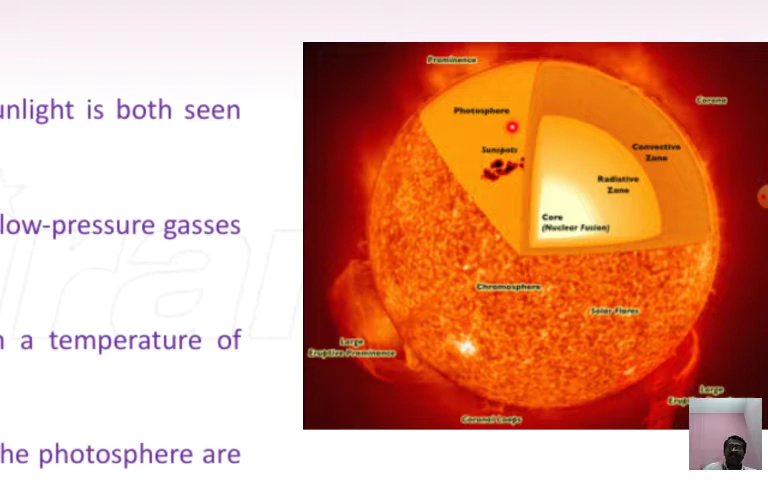 unlight is both seen
low-pressure gasses
a temperature of
he photosphere are
Prominence
Corona
Photosphere
Sunspots
Convective
Zone
Radiative
Zone
Core
(Nuclear Fusion)
Chromosphere
Solar Flares
Large
Eruptive Prominence
Large
Coronal Loops